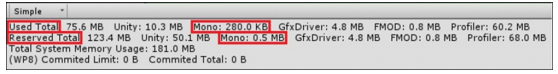 Simple
Used Total: 75.6 MB Unity: 10.3 MB Mono: 280.0 KB GfxDriver: 4.8 MB FMOD: 0.8 MB Profiler: 60.2 MB
Reserved Total: 123.4 MB Unity: 50.1 MB Mono: 0.5 MB GfxDriver: 4.8 MB FMOD: 0.8 MB Profiler: 68.0 MB
Total System Memory Usage: 181.0 MB
(WP8) Commited Limit: 0 B Commited Total: 0 B